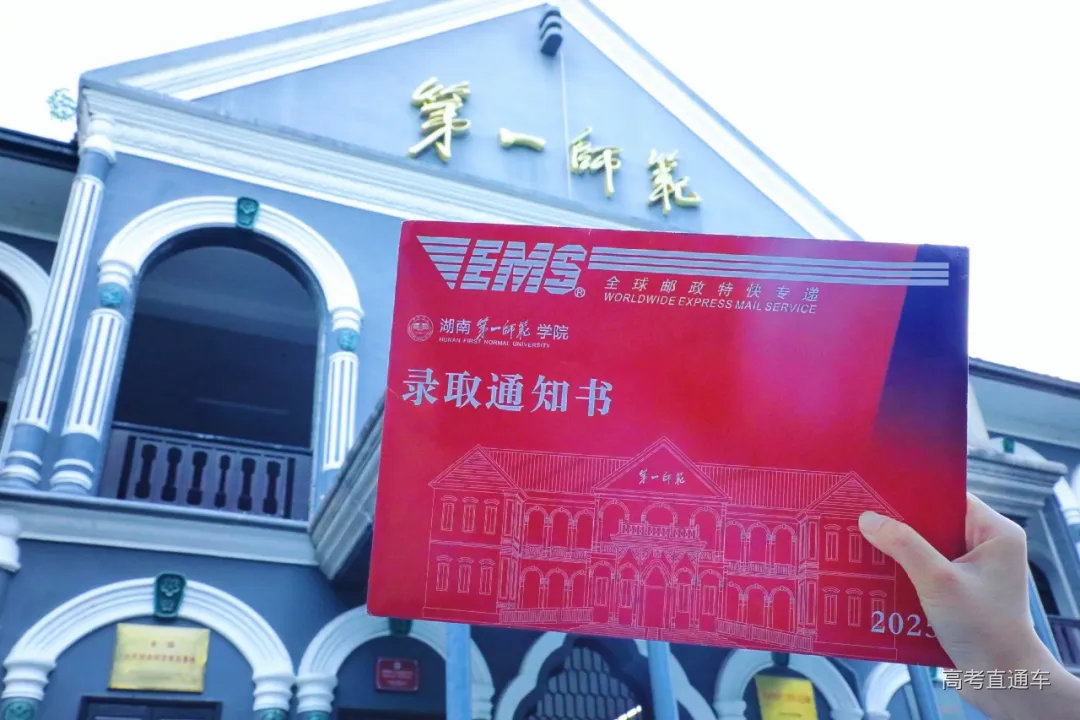 第一師範
EMS®
全球邮政特快专递
WORLDWIDE EXPRESS MAIL SERVICE
湖南第一师范学院
HUNAN FIRST NORMAL UNIVERSITY
录取通知书
第一师范
2025
高考直通车